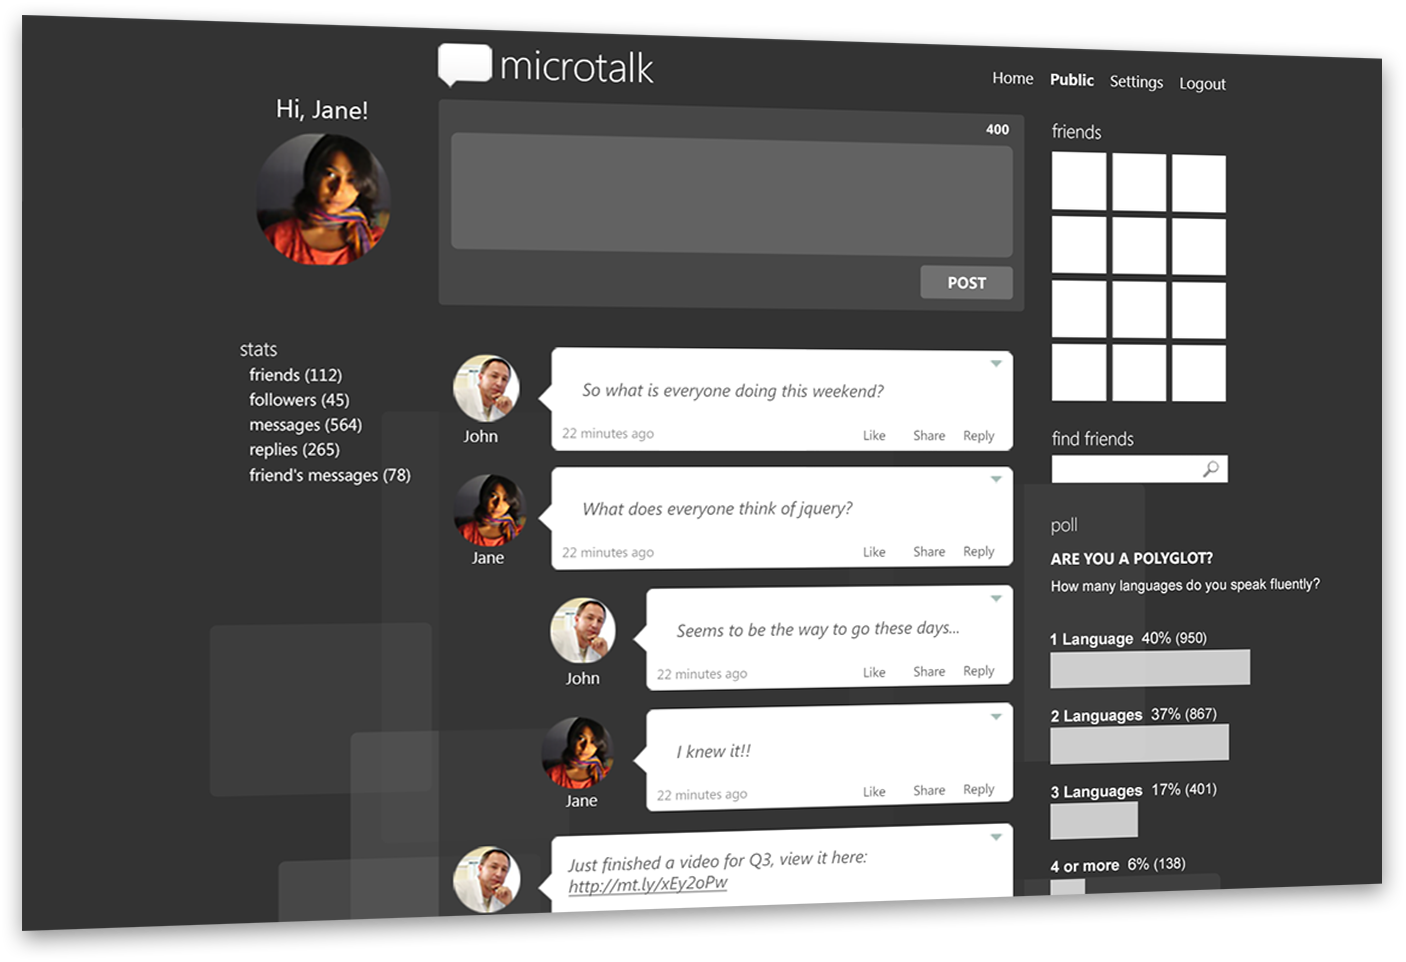 microtalk
Home Public Settings Logout
Hi, Jane!
400
POST
stats
friends (112)
followers (45)
messages (564)
replies (265)
friend's messages (78)
So what is everyone doing this weekend?
22 minutes ago Like Share Reply
John
What does everyone think of jquery?
22 minutes ago Like Share Reply
Jane
Seems to be the way to go these days...
22 minutes ago Like Share Reply
John
I knew it!!
22 minutes ago Like Share Reply
Jane
Just finished a video for Q3, view it here:
http://mt.ly/xEy2oPw
friends
find friends
poll
ARE YOU A POLYGLOT?
How many languages do you speak fluently?
1 Language 40% (950)
2 Languages 37% (867)
3 Languages 17% (401)
4 or more 6% (138)